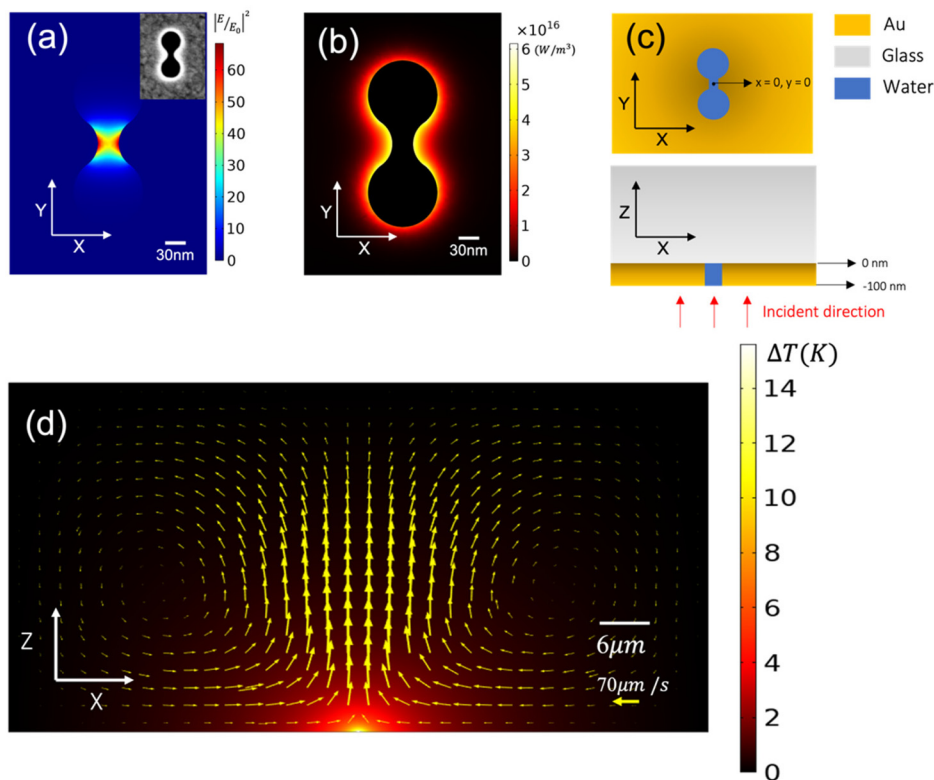 (a)
|E/E₀|²
60
50
40
30
20
10
0
Y
X
30nm
(b)
×10¹⁶
(W/m³)
6
5
4
3
2
1
0
Y
X
30nm
(c)
x = 0, y = 0
Y
X
Au
Glass
Water
Z
X
0 nm
-100 nm
Incident direction
(d)
ΔT(K)
14
12
10
8
6
4
2
0
Z
X
6μm
70μm /s